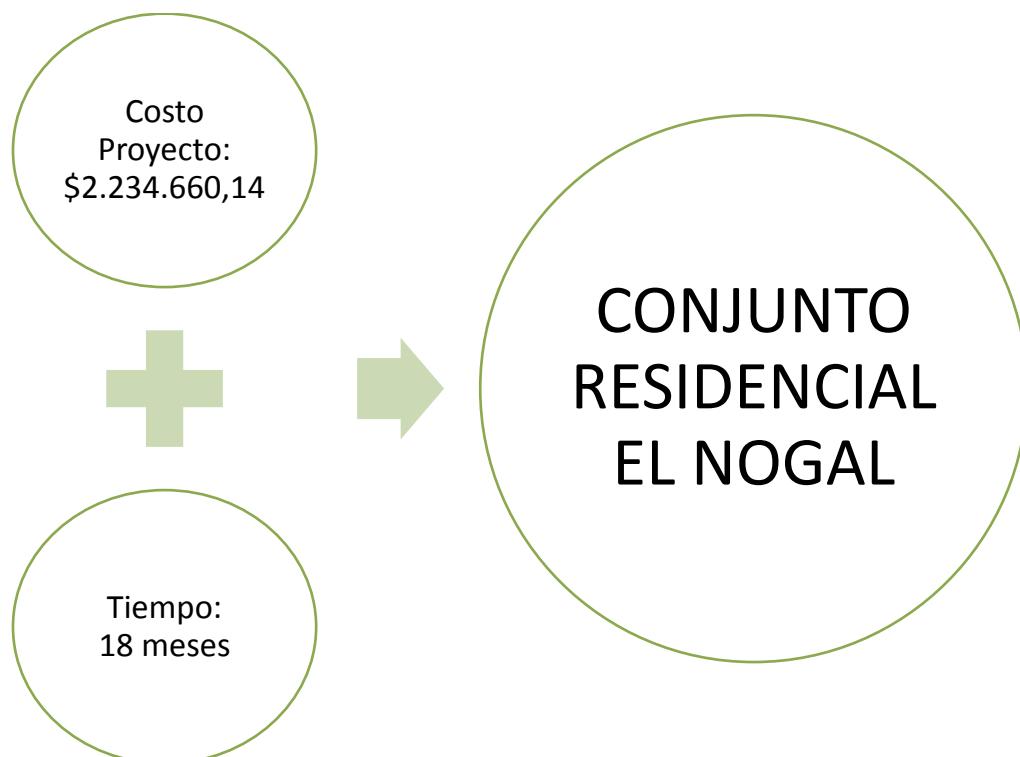 Costo
Proyecto:
$2.234.660,14
Tiempo:
18 meses
CONJUNTO
RESIDENCIAL
EL NOGAL